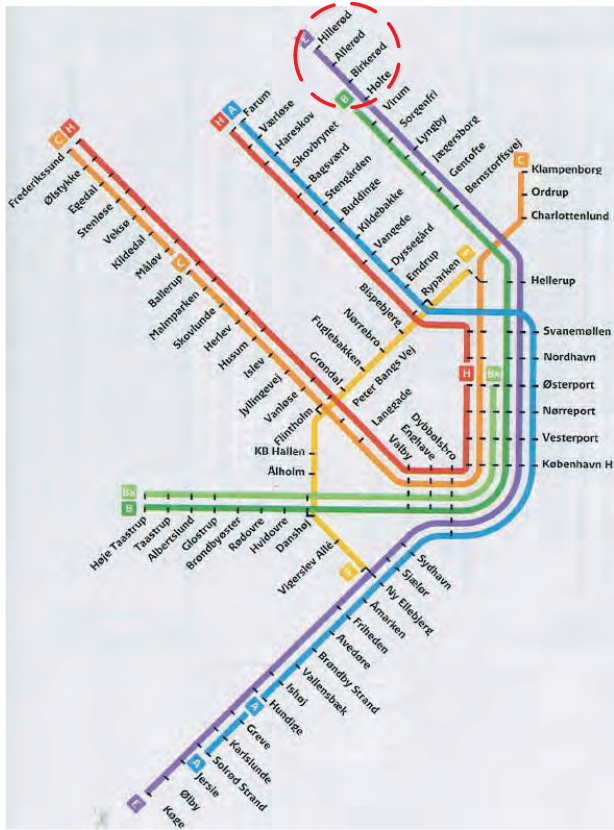 E
Hillerød
Allerød
Birkerød
Holte
B
Virum
Sorgenfri
Lyngby
Jægersborg
Gentofte
Bernstorffsvej
H
A
Farum
Værløse
Hareskov
Skovbrynet
Bagsværd
Stengården
Buddinge
Kildebakke
Vangede
Dyssegård
Emdrup
Ryparken
F
C
H
Frederikssund
Ølstykke
Egedal
Stenløse
Veksø
Kildedal
Måløv
C
Ballerup
Malmparken
Skovlunde
Herlev
Husum
Islev
Jyllingevej
Vanløse
Flintholm
C
Klampenborg
Ordrup
Charlottenlund
Hellerup
Svanemøllen
Nordhavn
H
Ba
Østerport
Nørreport
Vesterport
København H
Bispebjerg
Nørrebro
Fuglebakken
Grøndal
Peter Bangs Vej
Langgade
Valby
Enghave
Dybbølsbro
KB Hallen
Ålholm
Ba
B
Høje Taastrup
Taastrup
Albertslund
Glostrup
Brøndbyøster
Rødovre
Hvidovre
Danshøj
Vigerslev Allé
F
Sydhavn
Sjælør
Ny Ellebjerg
Åmarken
Friheden
Avedøre
Brøndby Strand
Vallensbæk
Ishøj
Hundige
A
Greve
Karlslunde
Solrød Strand
A
Jersie
Ølby
Køge
E